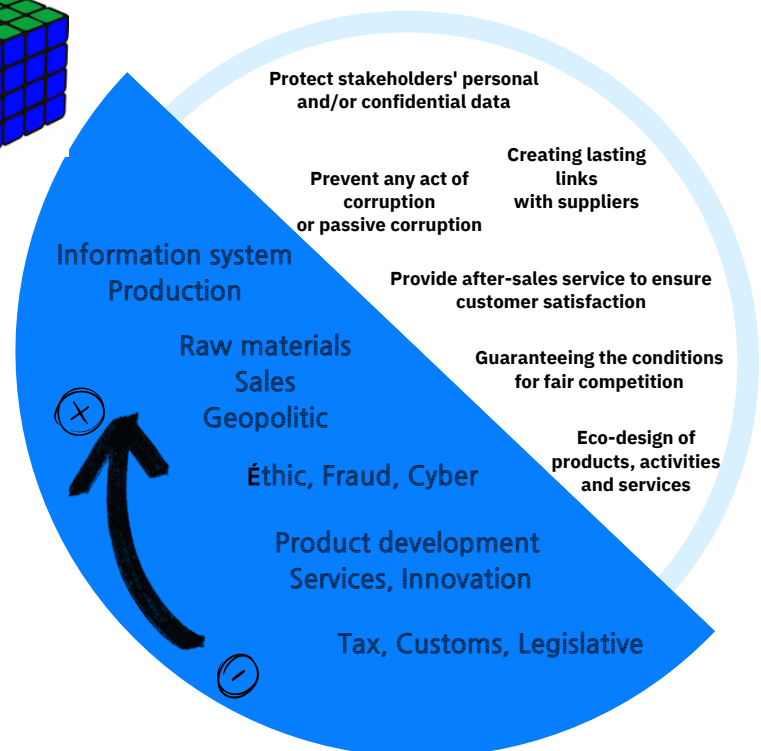 Protect stakeholders' personal
and/or confidential data
Creating lasting
links
with suppliers
Prevent any act of
corruption
or passive corruption
Provide after-sales service to ensure
customer satisfaction
Guaranteeing the conditions
for fair competition
Eco-design of
products, activities
and services
Information system
Production
Raw materials
Sales
Geopolitic
Éthic, Fraud, Cyber
Product development
Services, Innovation
Tax, Customs, Legislative
+
-